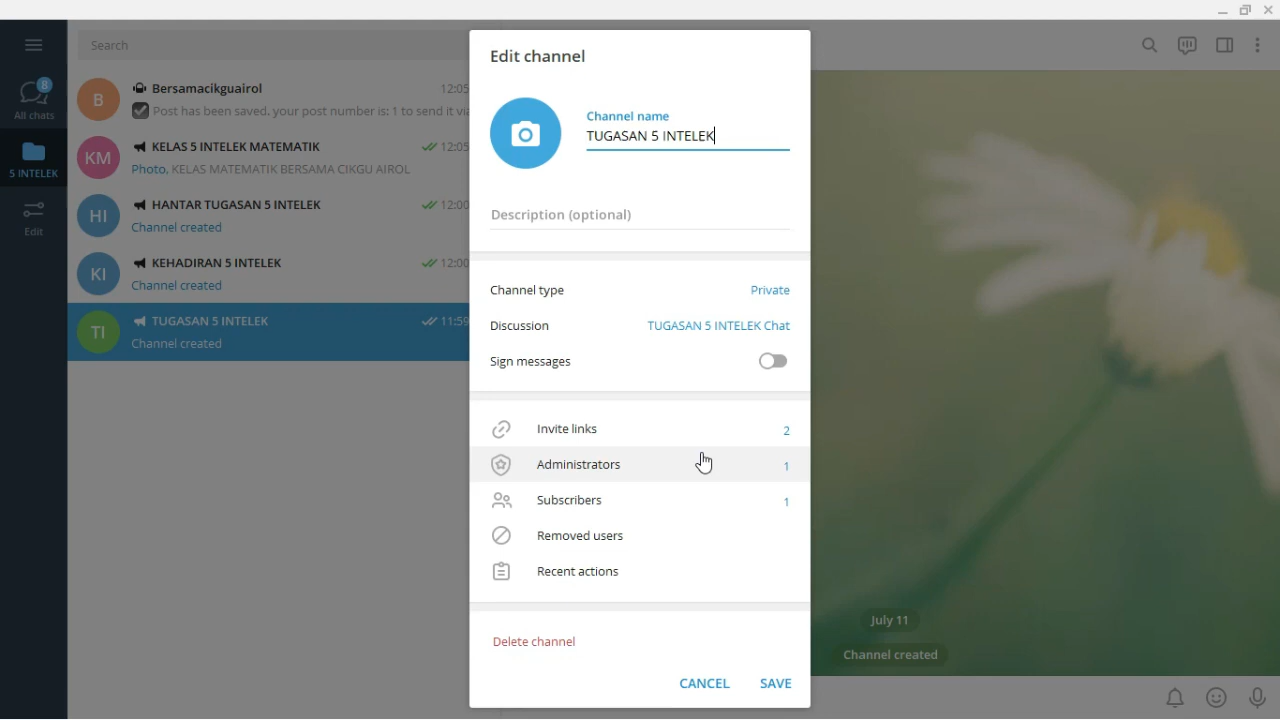 Search
8
All chats
5 INTELEK
Edit
B
Bersamacikguairol 12:05
Post has been saved, your post number is: 1 to send it via
KM
KELAS 5 INTELEK MATEMATIK 12:05
Photo, KELAS MATEMATIK BERSAMA CIKGU AIROL
HI
HANTAR TUGASAN 5 INTELEK 12:00
Channel created
KI
KEHADIRAN 5 INTELEK 12:00
Channel created
TI
TUGASAN 5 INTELEK 11:59
Channel created
Edit channel
Channel name
TUGASAN 5 INTELEK
Description (optional)
Channel type Private
Discussion TUGASAN 5 INTELEK Chat
Sign messages
Invite links 2
Administrators 1
Subscribers 1
Removed users
Recent actions
Delete channel
CANCEL SAVE
July 11
Channel created